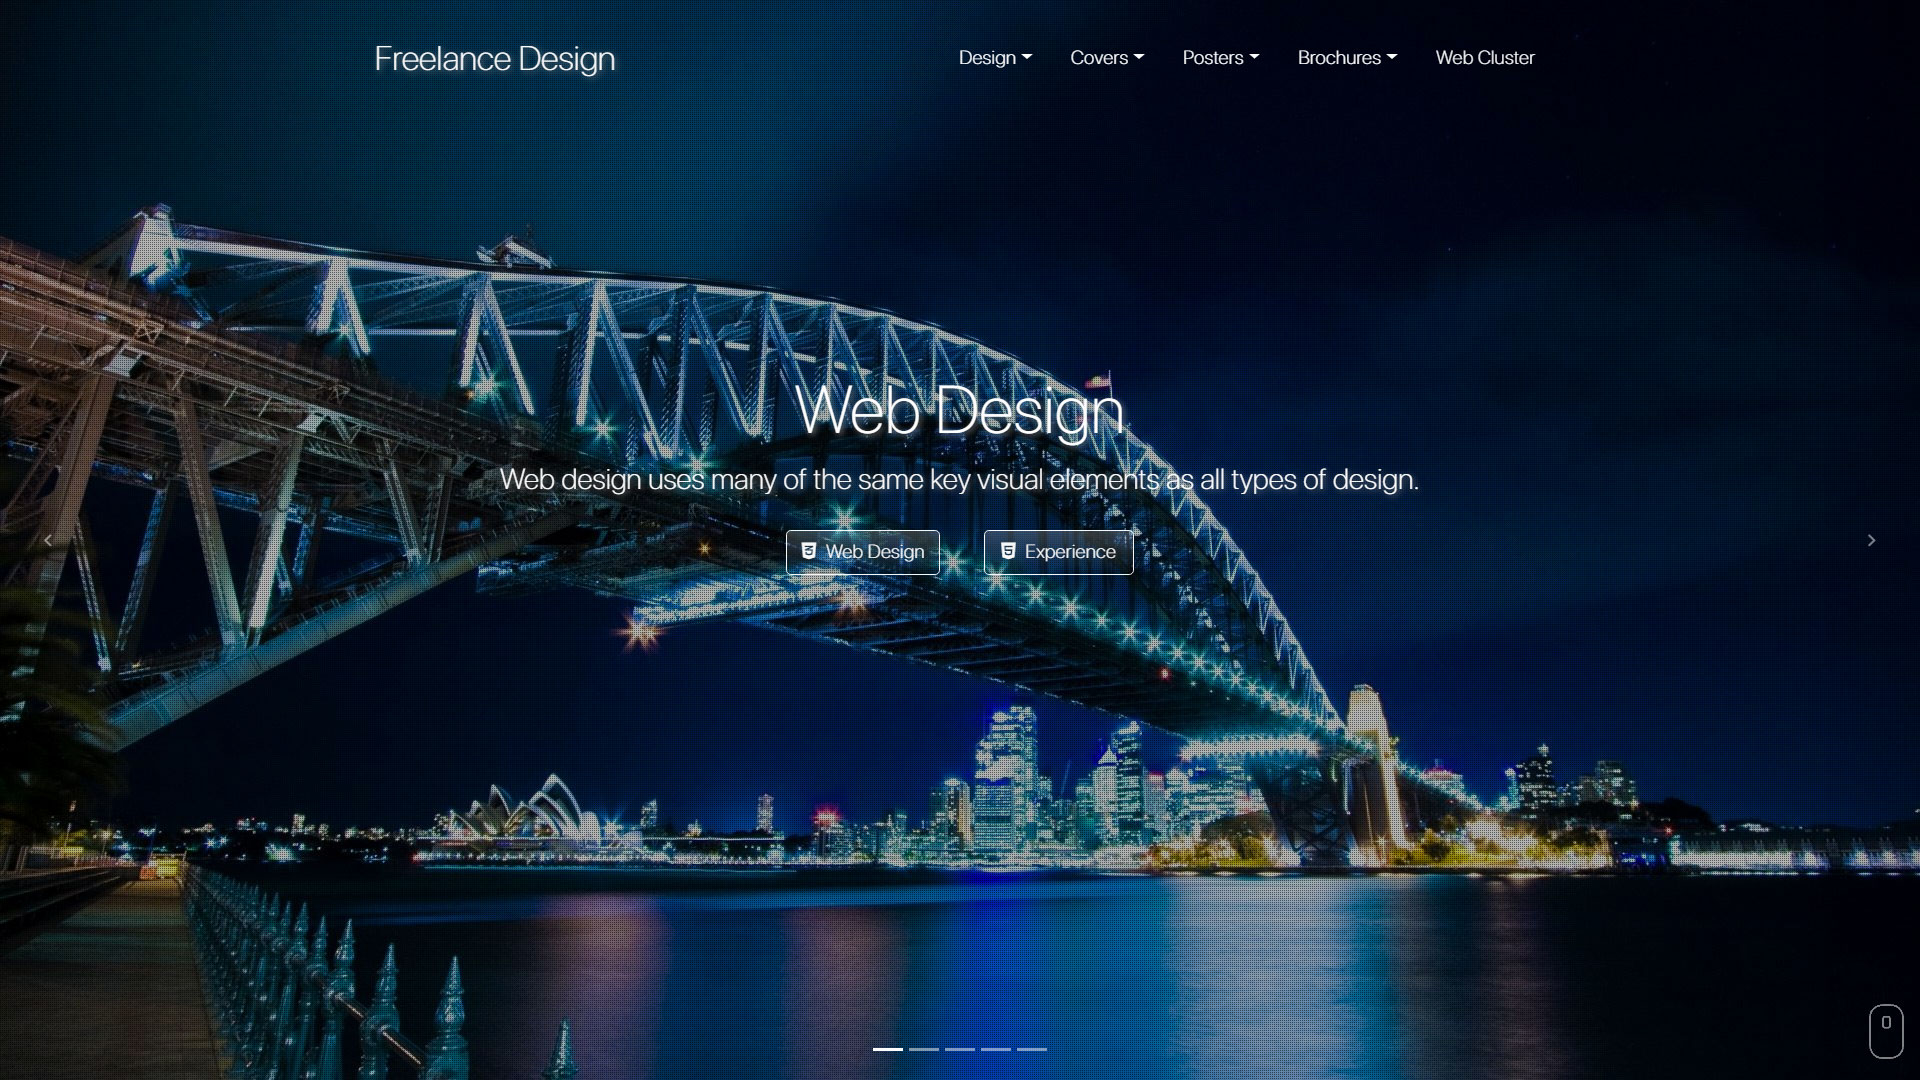 Freelance Design
Design
Covers
Posters
Brochures
Web Cluster
Web Design
Web design uses many of the same key visual elements as all types of design.
Web Design
Experience